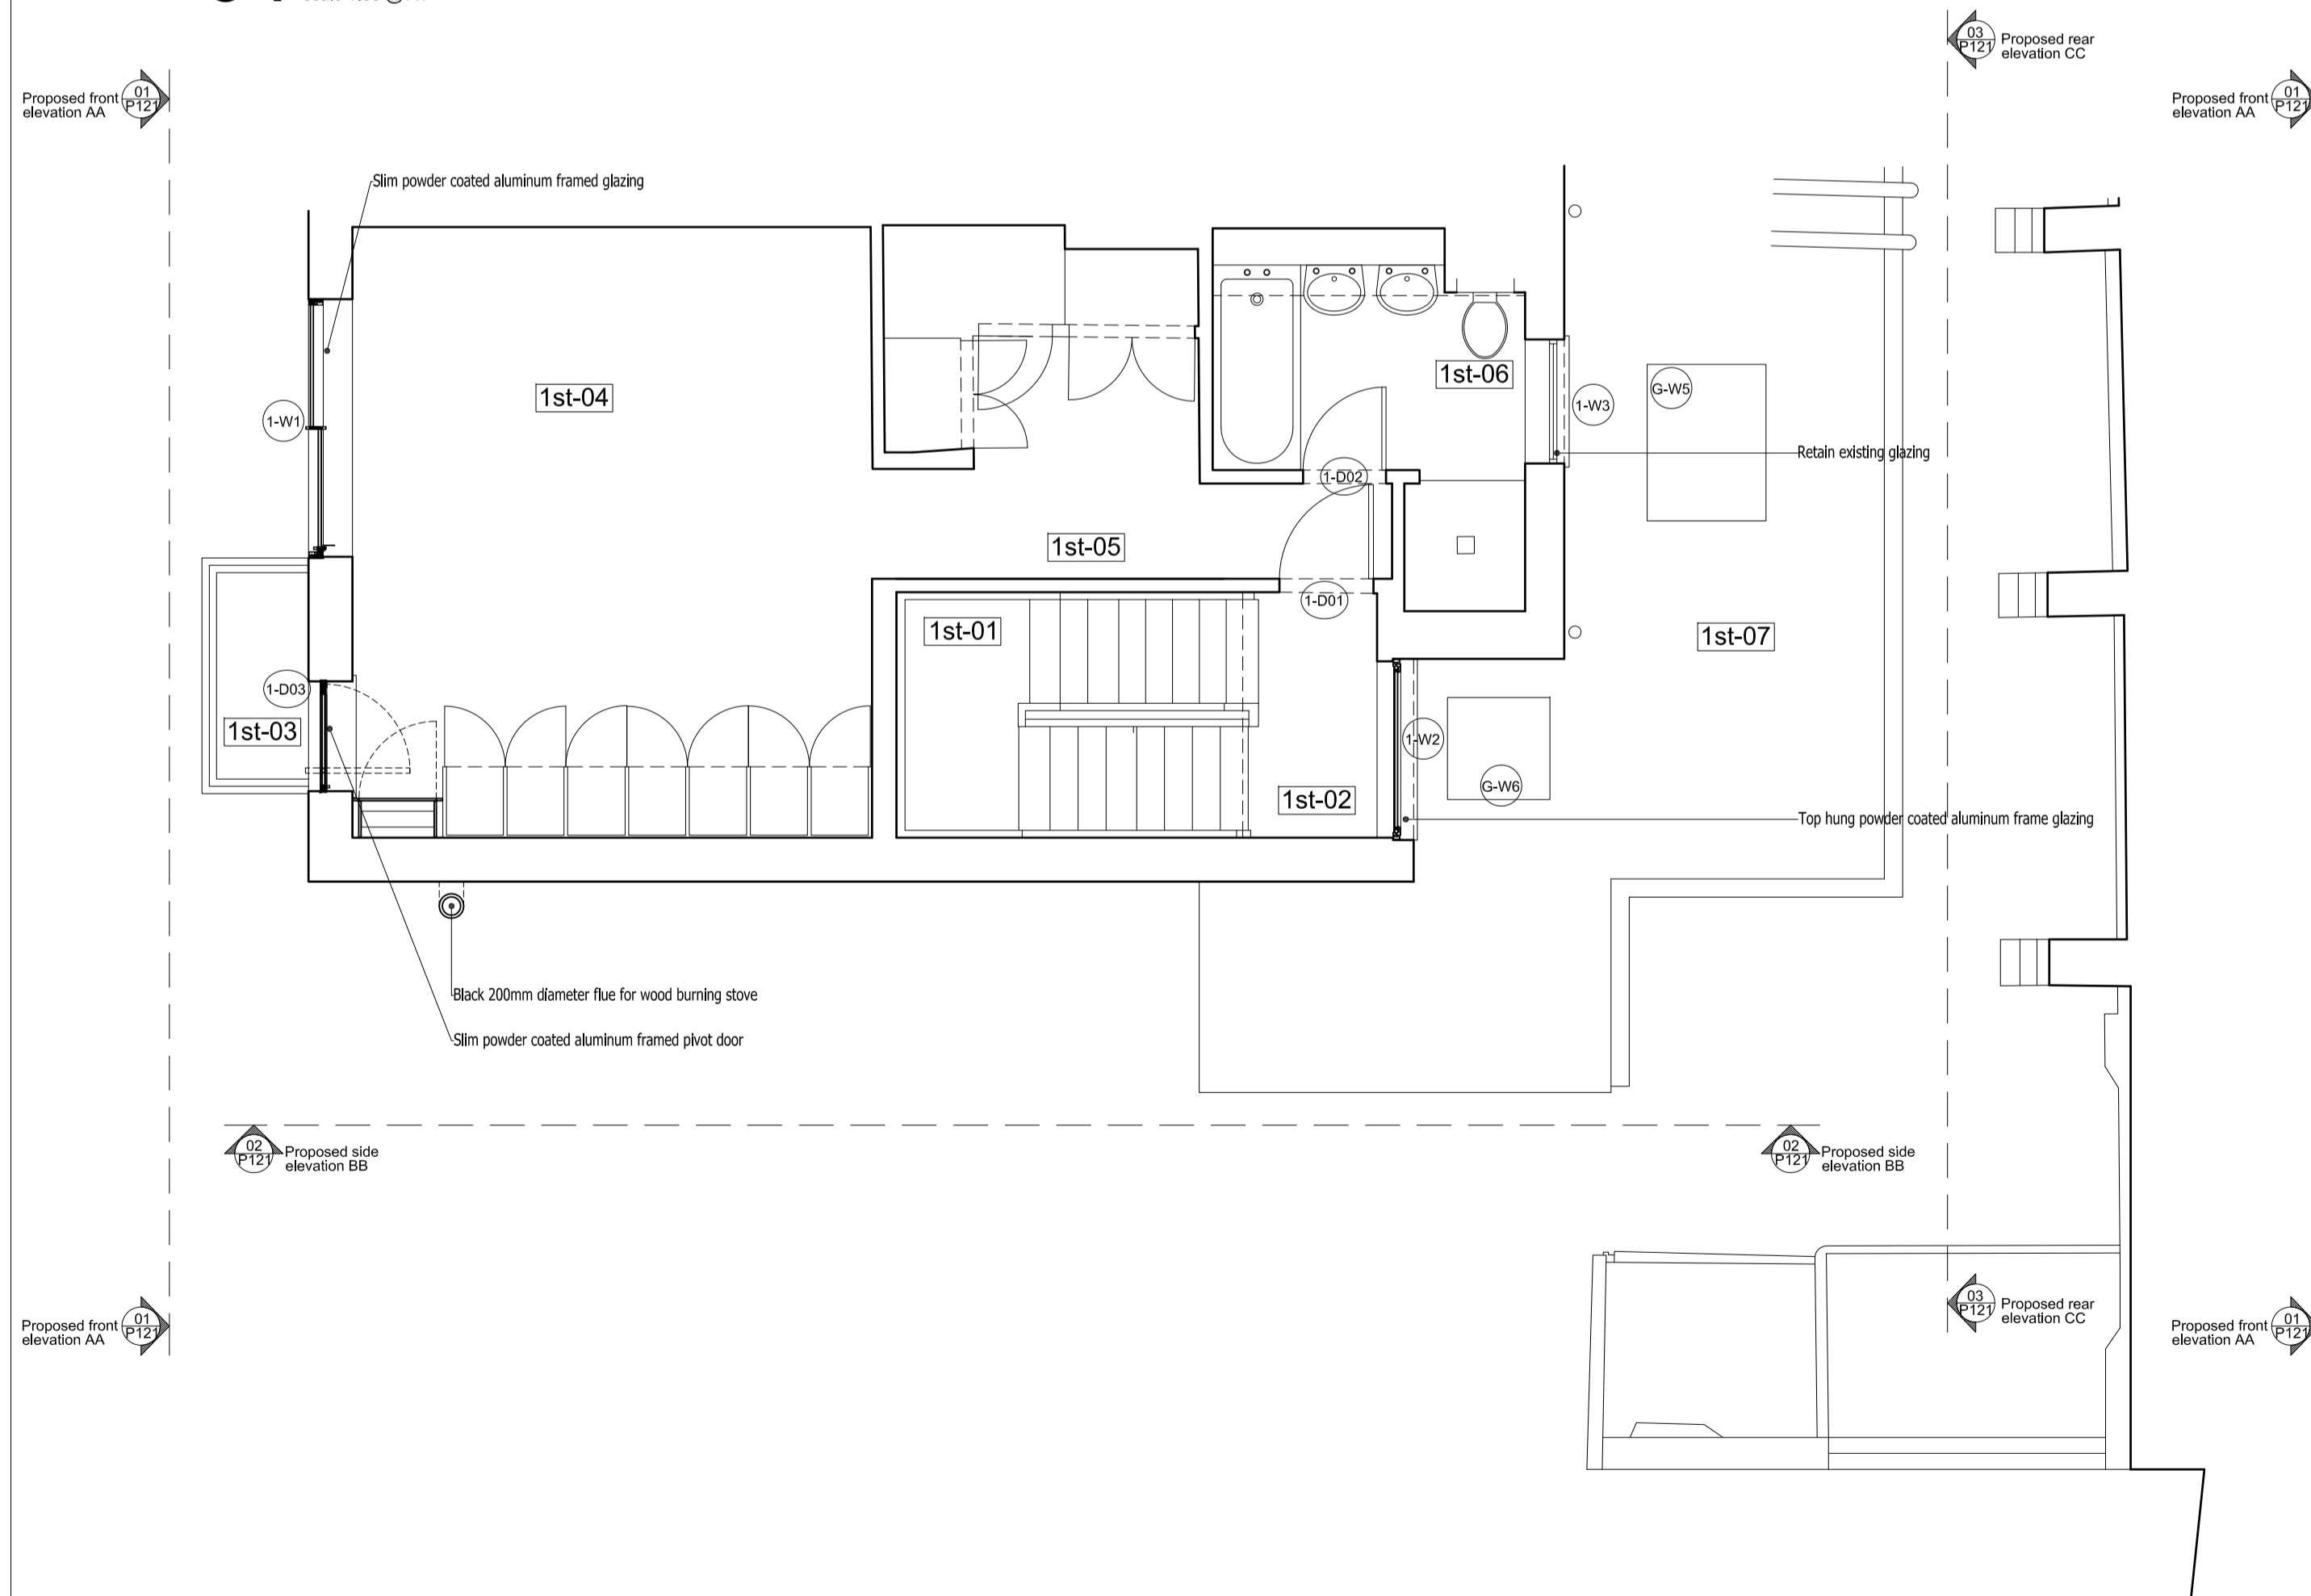 03
P121
Proposed rear
elevation CC
Proposed front
elevation AA
01
P121
Proposed front
elevation AA
01
P121
Slim powder coated aluminum framed glazing
1st-04
1st-06
G-W5
1-W1
1-W3
Retain existing glazing
1-D02
1st-05
1-D01
1st-01
1st-07
1-D03
1st-03
1-W2
G-W6
1st-02
Top hung powder coated aluminum frame glazing
Black 200mm diameter flue for wood burning stove
Slim powder coated aluminum framed pivot door
02
P121
Proposed side
elevation BB
02
P121
Proposed side
elevation BB
03
P121
Proposed rear
elevation CC
Proposed front
elevation AA
01
P121
Proposed front
elevation AA
01
P121